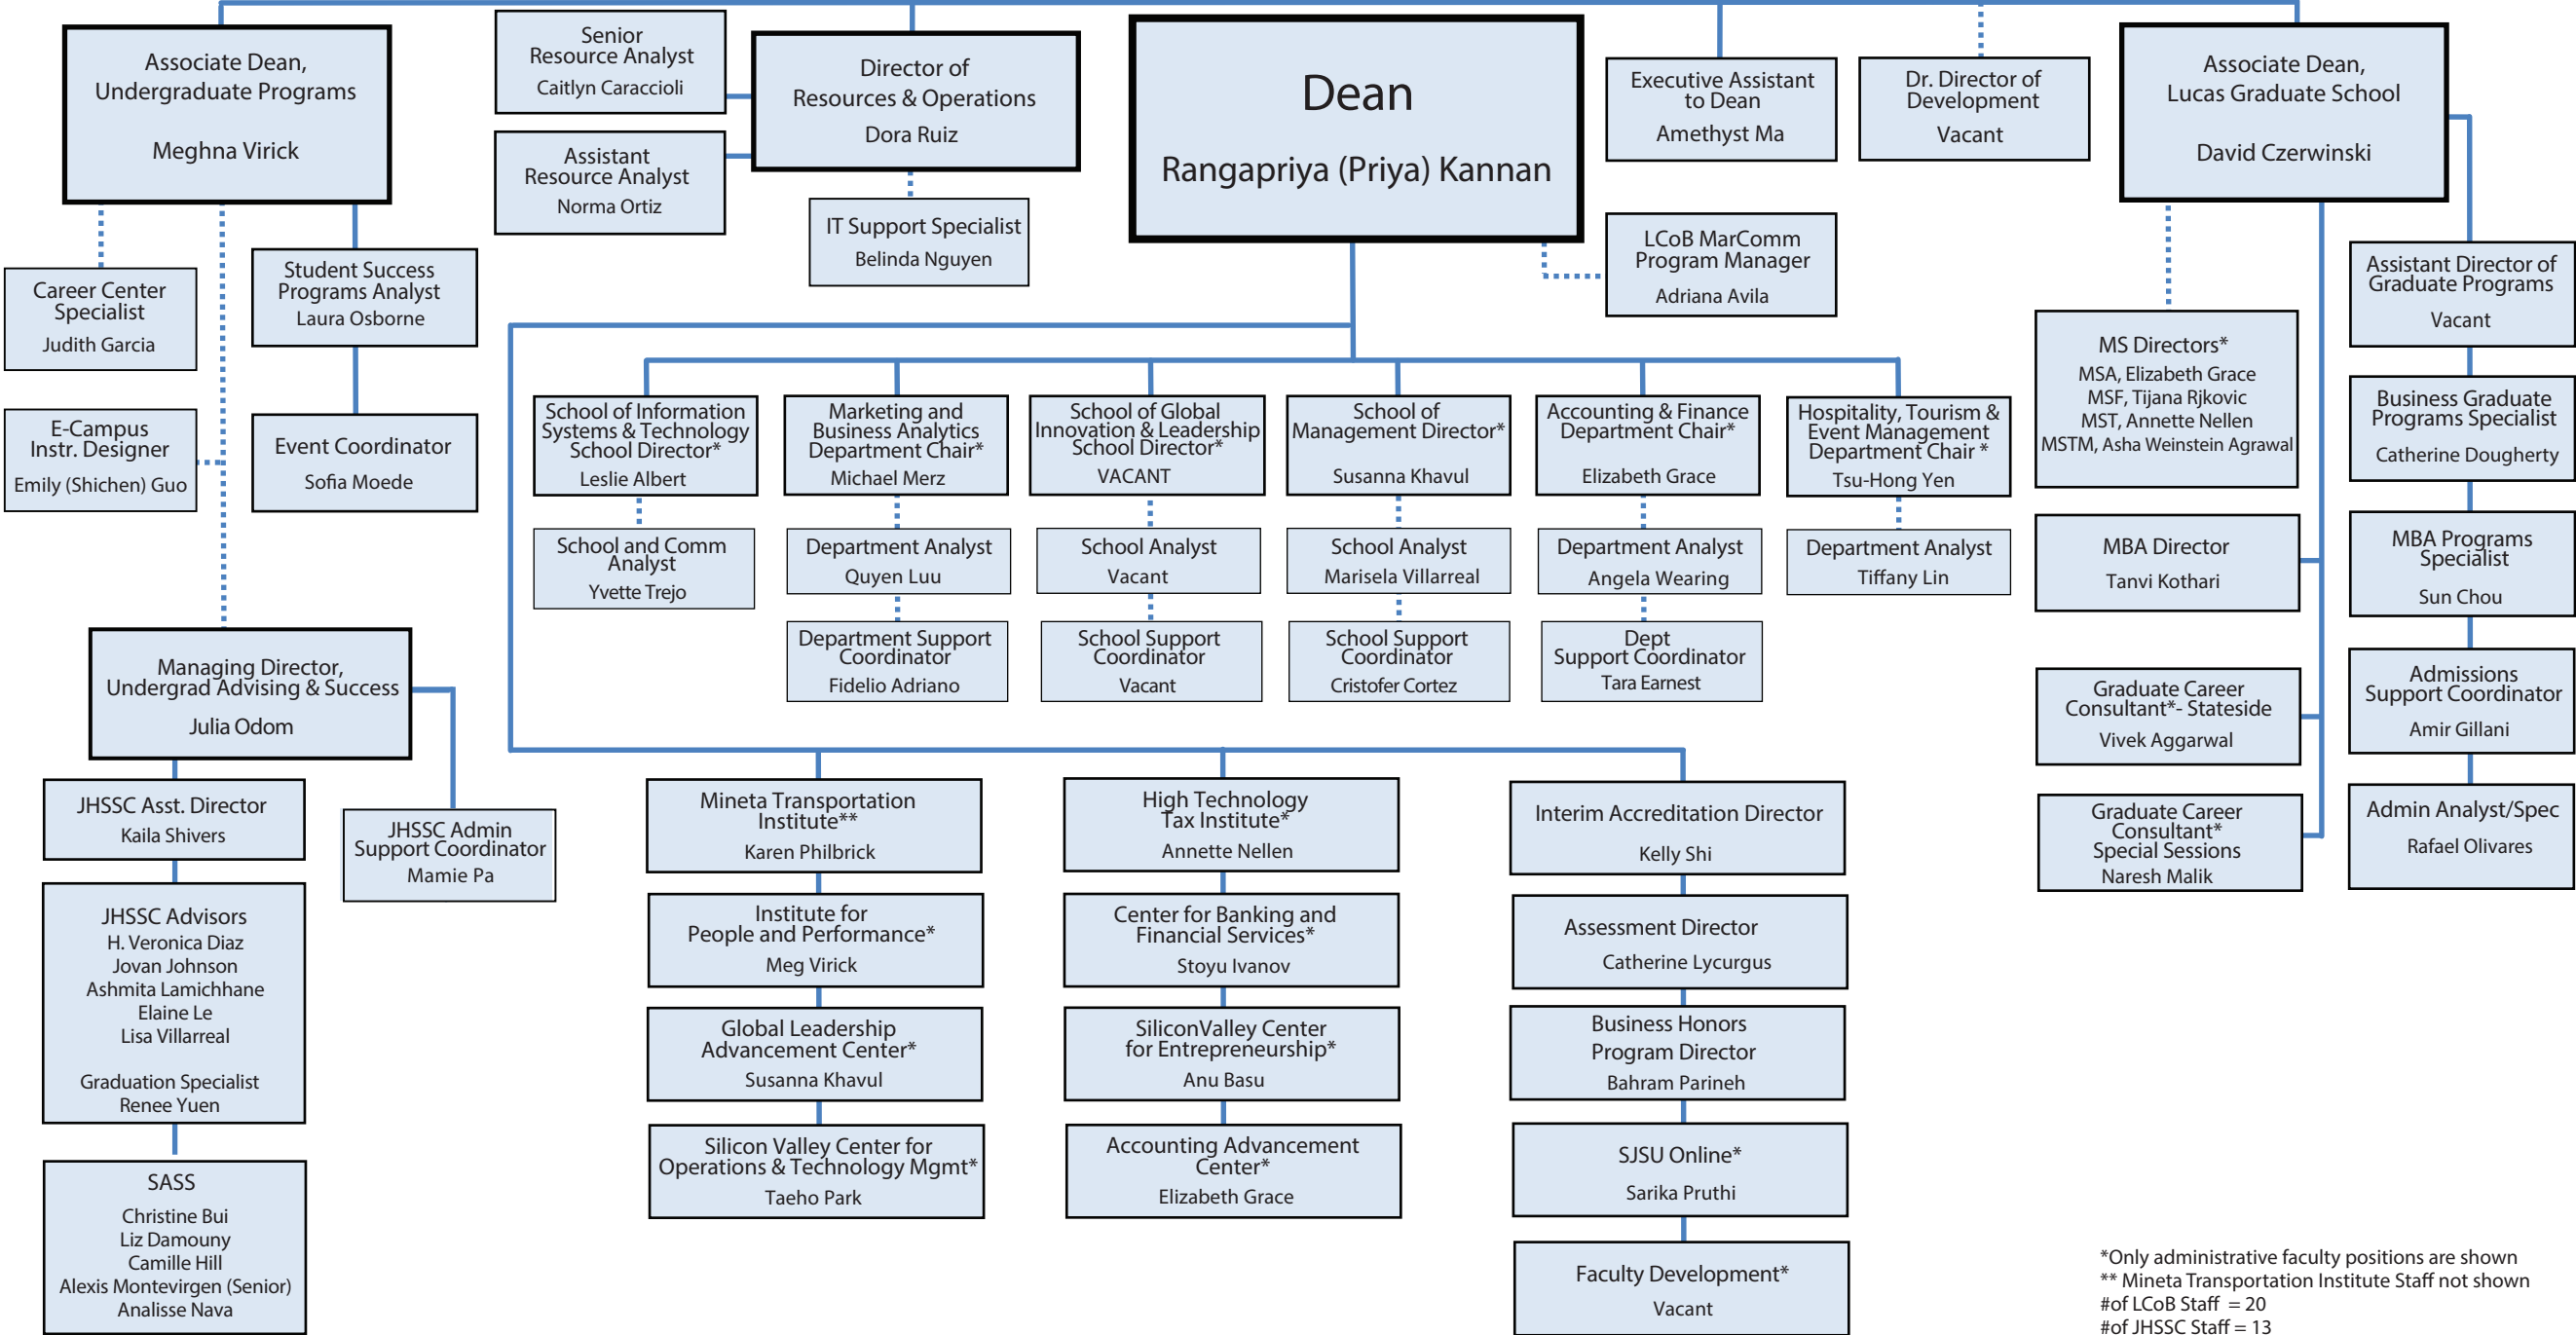 Associate Dean,
Undergraduate Programs
Meghna Virick
Senior
Resource Analyst
Caitlyn Caraccioli
Assistant
Resource Analyst
Norma Ortiz
Director of
Resources & Operations
Dora Ruiz
IT Support Specialist
Belinda Nguyen
Dean
Rangapriya (Priya) Kannan
Executive Assistant
to Dean
Amethyst Ma
Dr. Director of
Development
Vacant
LCoB MarComm
Program Manager
Adriana Avila
Associate Dean,
Lucas Graduate School
David Czerwinski
Career Center
Specialist
Judith Garcia
Student Success
Programs Analyst
Laura Osborne
E-Campus
Instr. Designer
Emily (Shichen) Guo
Event Coordinator
Sofia Moede
School of Information
Systems & Technology
School Director*
Leslie Albert
Marketing and
Business Analytics
Department Chair*
Michael Merz
School of Global
Innovation & Leadership
School Director*
VACANT
School of
Management Director*
Susanna Khavul
Accounting & Finance
Department Chair*
Elizabeth Grace
Hospitality, Tourism &
Event Management
Department Chair *
Tsu-Hong Yen
School and Comm
Analyst
Yvette Trejo
Department Analyst
Quyen Luu
School Analyst
Vacant
School Analyst
Marisela Villarreal
Department Analyst
Angela Wearing
Department Analyst
Tiffany Lin
Department Support
Coordinator
Fidelio Adriano
School Support
Coordinator
Vacant
School Support
Coordinator
Cristofer Cortez
Dept
Support Coordinator
Tara Earnest
MS Directors*
MSA, Elizabeth Grace
MSF, Tijana Rjkovic
MST, Annette Nellen
MSTM, Asha Weinstein Agrawal
MBA Director
Tanvi Kothari
Graduate Career
Consultant*- Stateside
Vivek Aggarwal
Graduate Career
Consultant*
Special Sessions
Naresh Malik
Assistant Director of
Graduate Programs
Vacant
Business Graduate
Programs Specialist
Catherine Dougherty
MBA Programs
Specialist
Sun Chou
Admissions
Support Coordinator
Amir Gillani
Admin Analyst/Spec
Rafael Olivares
Managing Director,
Undergrad Advising & Success
Julia Odom
JHSSC Asst. Director
Kaila Shivers
JHSSC Admin
Support Coordinator
Mamie Pa
JHSSC Advisors
H. Veronica Diaz
Jovan Johnson
Ashmita Lamichhane
Elaine Le
Lisa Villarreal
Graduation Specialist
Renee Yuen
SASS
Christine Bui
Liz Damouny
Camille Hill
Alexis Montevirgen (Senior)
Analisse Nava
Mineta Transportation
Institute**
Karen Philbrick
Institute for
People and Performance*
Meg Virick
Global Leadership
Advancement Center*
Susanna Khavul
Silicon Valley Center for
Operations & Technology Mgmt*
Taeho Park
High Technology
Tax Institute*
Annette Nellen
Center for Banking and
Financial Services*
Stoyu Ivanov
SiliconValley Center
for Entrepreneurship*
Anu Basu
Accounting Advancement
Center*
Elizabeth Grace
Interim Accreditation Director
Kelly Shi
Assessment Director
Catherine Lycurgus
Business Honors
Program Director
Bahram Parineh
SJSU Online*
Sarika Pruthi
Faculty Development*
Vacant
*Only administrative faculty positions are shown
** Mineta Transportation Institute Staff not shown
#of LCoB Staff = 20
#of JHSSC Staff = 13